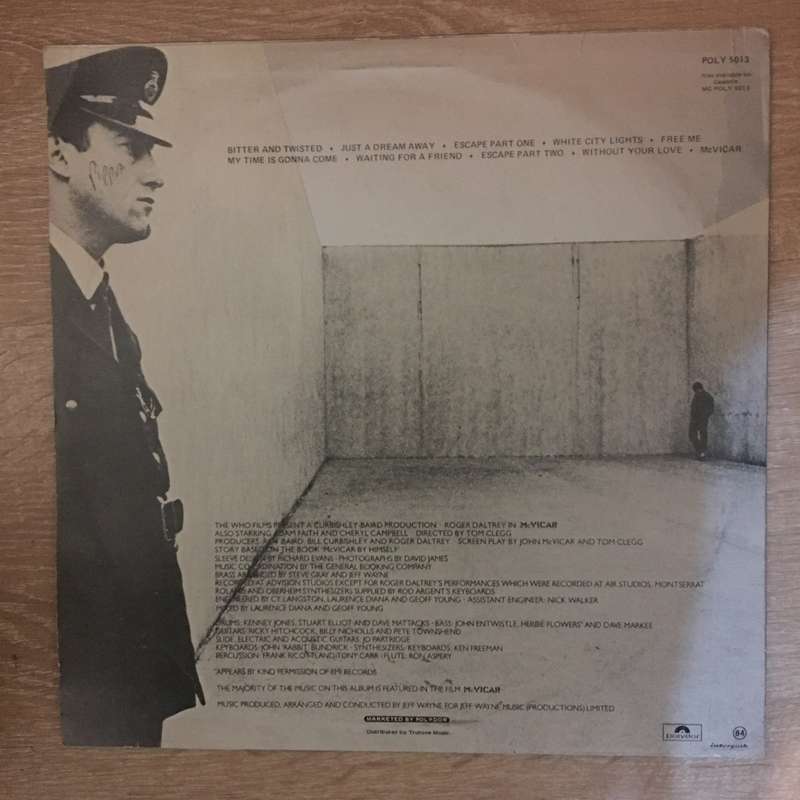 POLY 5013
Also available on
Cassette
MC POLY 5013
BITTER AND TWISTED • JUST A DREAM AWAY • ESCAPE PART ONE • WHITE CITY LIGHTS • FREE ME
MY TIME IS GONNA COME • WAITING FOR A FRIEND • ESCAPE PART TWO • WITHOUT YOUR LOVE • McVICAR
THE WHO FILMS PRESENT A CURBISHLEY-BAIRD PRODUCTION · ROGER DALTREY IN McVICAR
ALSO STARRING ADAM FAITH AND CHERYL CAMPBELL · DIRECTED BY TOM CLEGG
PRODUCERS ROY BAIRD, BILL CURBISHLEY AND ROGER DALTREY · SCREEN PLAY BY JOHN McVICAR AND TOM CLEGG
STORY BASED ON THE BOOK 'McVICAR BY HIMSELF'
SLEEVE DESIGN BY RICHARD EVANS · PHOTOGRAPHS BY DAVID JAMES
MUSIC CO-ORDINATION BY THE GENERAL BOOKING COMPANY
BRASS ARRANGED BY STEVE GRAY AND JEFF WAYNE
RECORDED AT ADVISION STUDIOS EXCEPT FOR ROGER DALTREY'S PERFORMANCES WHICH WERE RECORDED AT AIR STUDIOS, MONTSERRAT
ROLAND AND OBERHEIM SYNTHESIZERS SUPPLIED BY ROD ARGENT'S KEYBOARDS
ENGINEERED BY CY LANGSTON, LAURENCE DIANA AND GEOFF YOUNG · ASSISTANT ENGINEER: NICK WALKER
MIXED BY LAURENCE DIANA AND GEOFF YOUNG
DRUMS: KENNEY JONES, STUART ELLIOT AND DAVE MATTACKS · BASS: JOHN ENTWISTLE, HERBIE FLOWERS* AND DAVE MARKEE
GUITARS: RICKY HITCHCOCK, BILLY NICHOLLS AND PETE TOWNSHEND
SLIDE, ELECTRIC AND ACOUSTIC GUITARS: JO PARTRIDGE
KEYBOARDS: JOHN 'RABBIT' BUNDRICK · SYNTHESIZERS/KEYBOARDS: KEN FREEMAN
PERCUSSION: FRANK RICOTTI AND TONY CARR · FLUTE: RON ASPERY
*APPEARS BY KIND PERMISSION OF EMI RECORDS
THE MAJORITY OF THE MUSIC ON THIS ALBUM IS FEATURED IN THE FILM McVICAR
MUSIC PRODUCED, ARRANGED AND CONDUCTED BY JEFF WAYNE FOR JEFF WAYNE MUSIC (PRODUCTIONS) LIMITED
MARKETED BY POLYDOR
Distributed by Trutone Music.
polydor
64
interpak